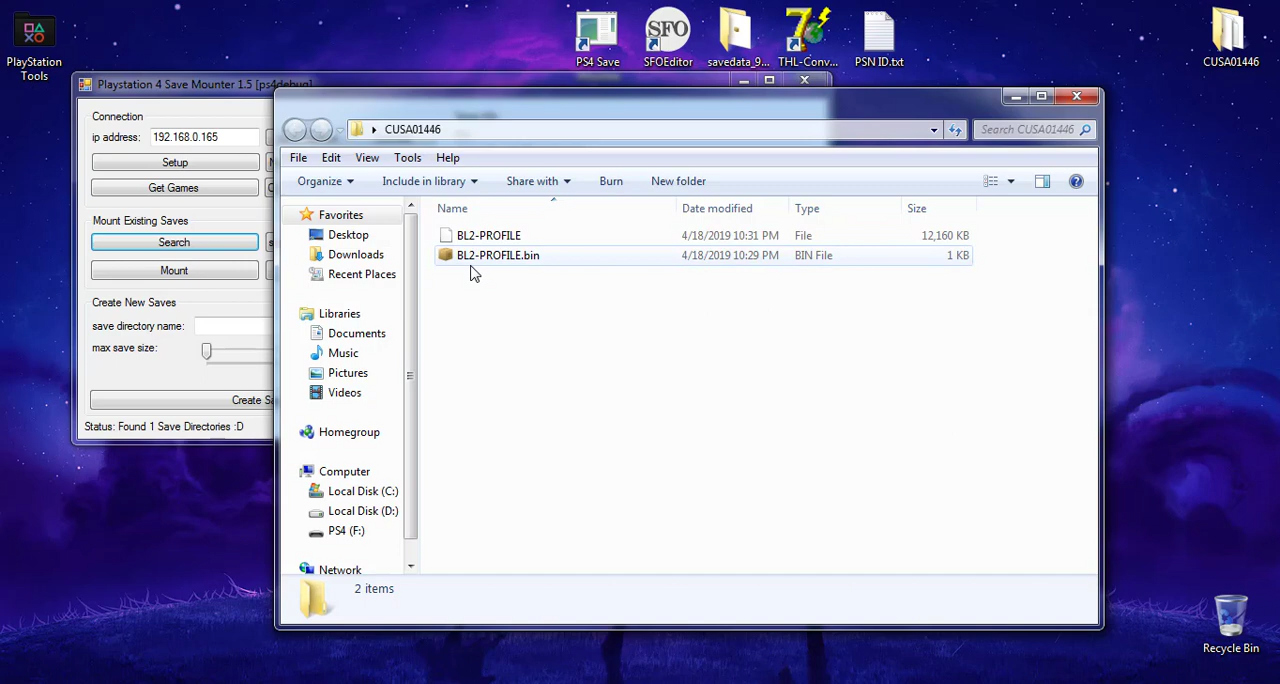 PlayStation
Tools
PS4 Save
SFO
SFOEditor
savedata_9...
THL-Conv...
PSN ID.txt
CUSA01446
Playstation 4 Save Mounter 1.5 [ps4debug]
Connection
ip address: 192.168.0.165
Setup
Get Games
Mount Existing Saves
Search
Mount
Create New Saves
save directory name:
max save size:
Create Sa
Status: Found 1 Save Directories :D
CUSA01446
Search CUSA01446
File Edit View Tools Help
Organize Include in library Share with Burn New folder
Name Date modified Type Size
BL2-PROFILE 4/18/2019 10:31 PM File 12,160 KB
BL2-PROFILE.bin 4/18/2019 10:29 PM BIN File 1 KB
Favorites
Desktop
Downloads
Recent Places
Libraries
Documents
Music
Pictures
Videos
Homegroup
Computer
Local Disk (C:)
Local Disk (D:)
PS4 (F:)
Network
2 items
Recycle Bin